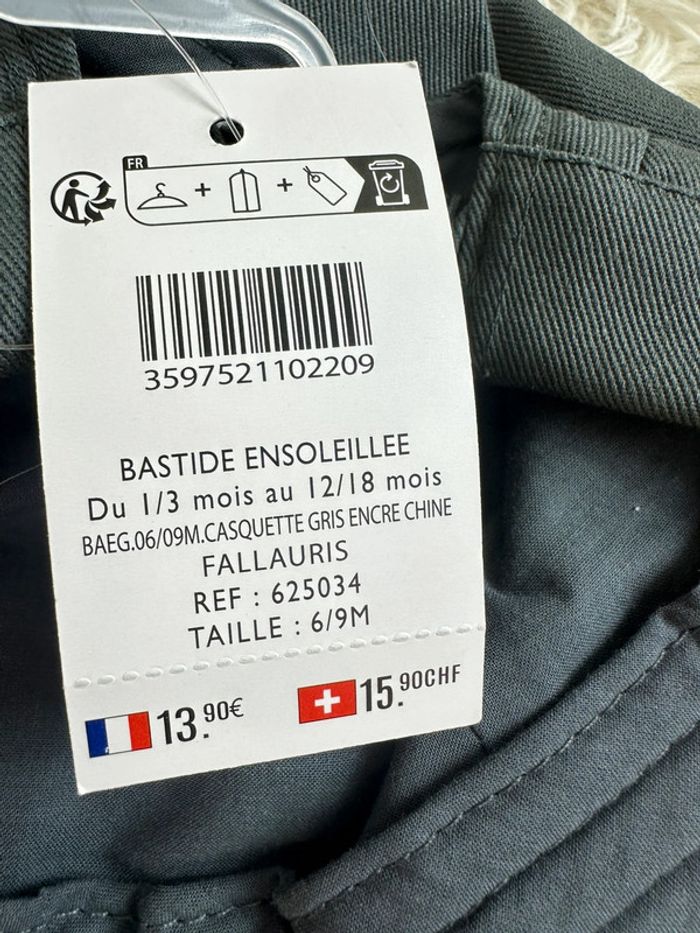 FR
3597521102209
BASTIDE ENSOLEILLEE
Du 1/3 mois au 12/18 mois
BAEG.06/09M.CASQUETTE GRIS ENCRE CHINE
FALLAURIS
REF : 625034
TAILLE : 6/9M
13.90€ 15.90CHF